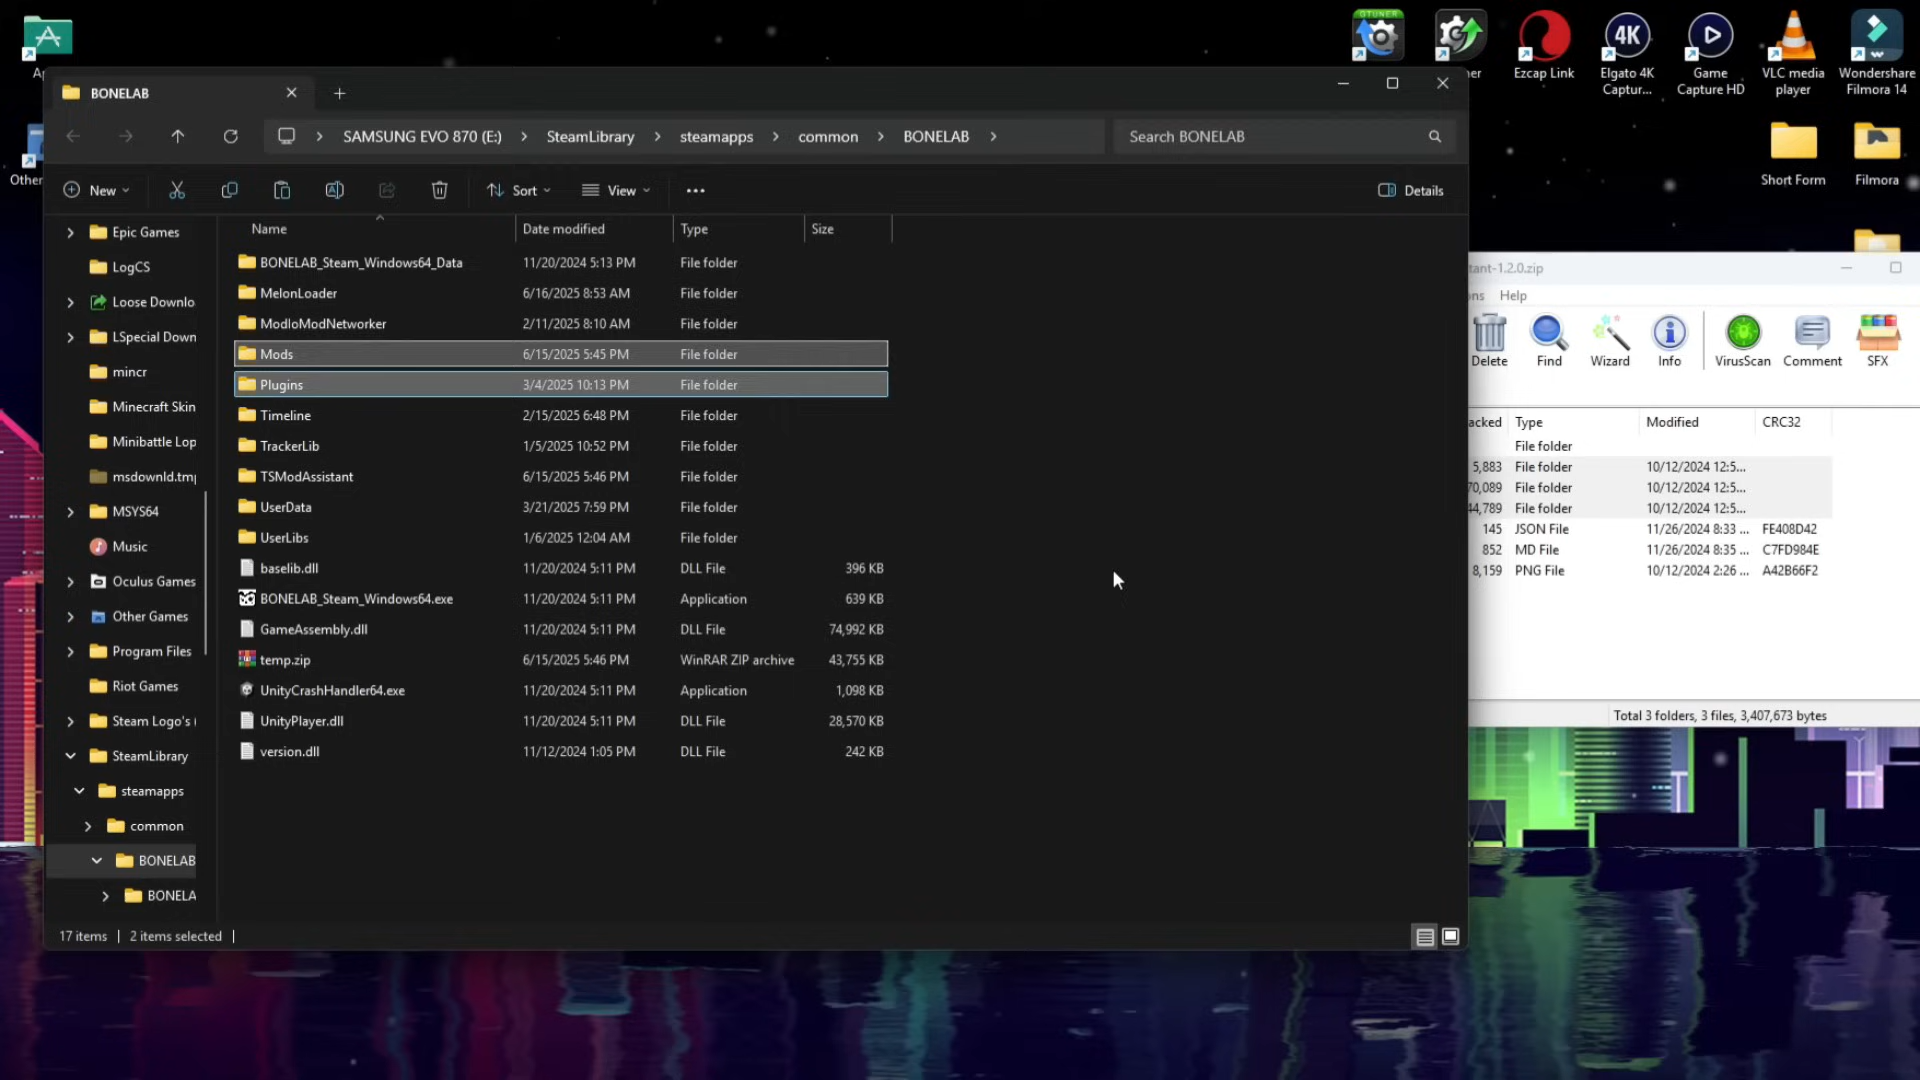 GTUNER
4K
Ap
Other
ner
Ezcap Link
Elgato 4K
Captur...
Game
Capture HD
VLC media
player
Wondershare
Filmora 14
Short Form
Filmora
BONELAB
SAMSUNG EVO 870 (E:) SteamLibrary steamapps common BONELAB
Search BONELAB
New Sort View Details
Name Date modified Type Size
BONELAB_Steam_Windows64_Data 11/20/2024 5:13 PM File folder
MelonLoader 6/16/2025 8:53 AM File folder
ModIoModNetworker 2/11/2025 8:10 AM File folder
Mods 6/15/2025 5:45 PM File folder
Plugins 3/4/2025 10:13 PM File folder
Timeline 2/15/2025 6:48 PM File folder
TrackerLib 1/5/2025 10:52 PM File folder
TSModAssistant 6/15/2025 5:46 PM File folder
UserData 3/21/2025 7:59 PM File folder
UserLibs 1/6/2025 12:04 AM File folder
baselib.dll 11/20/2024 5:11 PM DLL File 396 KB
BONELAB_Steam_Windows64.exe 11/20/2024 5:11 PM Application 639 KB
GameAssembly.dll 11/20/2024 5:11 PM DLL File 74,992 KB
temp.zip 6/15/2025 5:46 PM WinRAR ZIP archive 43,755 KB
UnityCrashHandler64.exe 11/20/2024 5:11 PM Application 1,098 KB
UnityPlayer.dll 11/20/2024 5:11 PM DLL File 28,570 KB
version.dll 11/12/2024 1:05 PM DLL File 242 KB
Epic Games
LogCS
Loose Downlo
LSpecial Down
mincr
Minecraft Skin
Minibattle Lop
msdownld.tmp
MSYS64
Music
Oculus Games
Other Games
Program Files
Riot Games
Steam Logo's (
SteamLibrary
steamapps
common
BONELAB
BONELA
17 items 2 items selected
tant-1.2.0.zip
ons Help
Delete Find Wizard Info VirusScan Comment SFX
acked Type Modified CRC32
File folder
5,883 File folder 10/12/2024 12:5...
70,089 File folder 10/12/2024 12:5...
44,789 File folder 10/12/2024 12:5...
145 JSON File 11/26/2024 8:33 ... FE408D42
852 MD File 11/26/2024 8:35 ... C7FD984E
8,159 PNG File 10/12/2024 2:26 ... A42B66F2
Total 3 folders, 3 files, 3,407,673 bytes